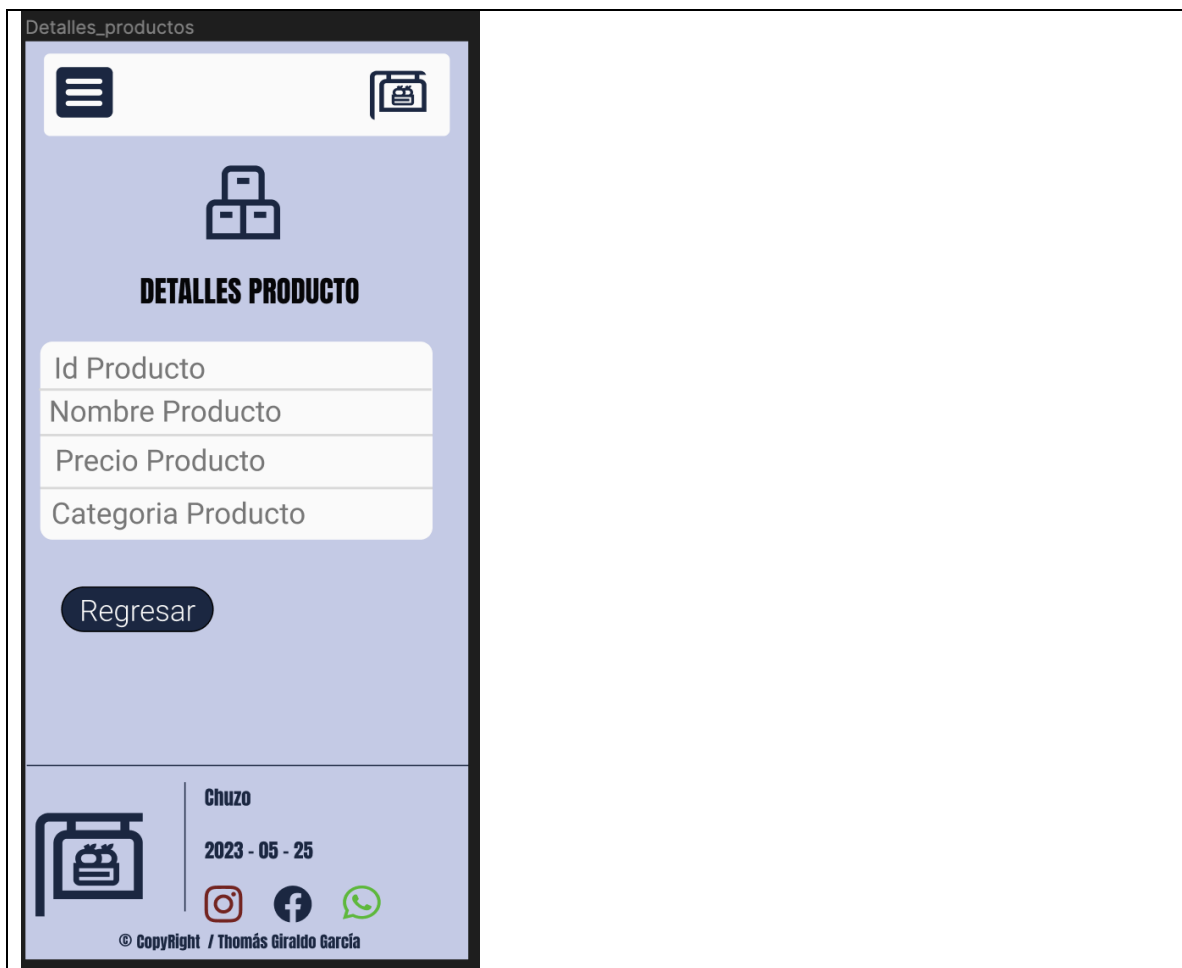 Detalles_productos
DETALLES PRODUCTO
Id Producto
Nombre Producto
Precio Producto
Categoria Producto
Regresar
Chuzo
2023 - 05 - 25
© CopyRight / Thomás Giraldo García